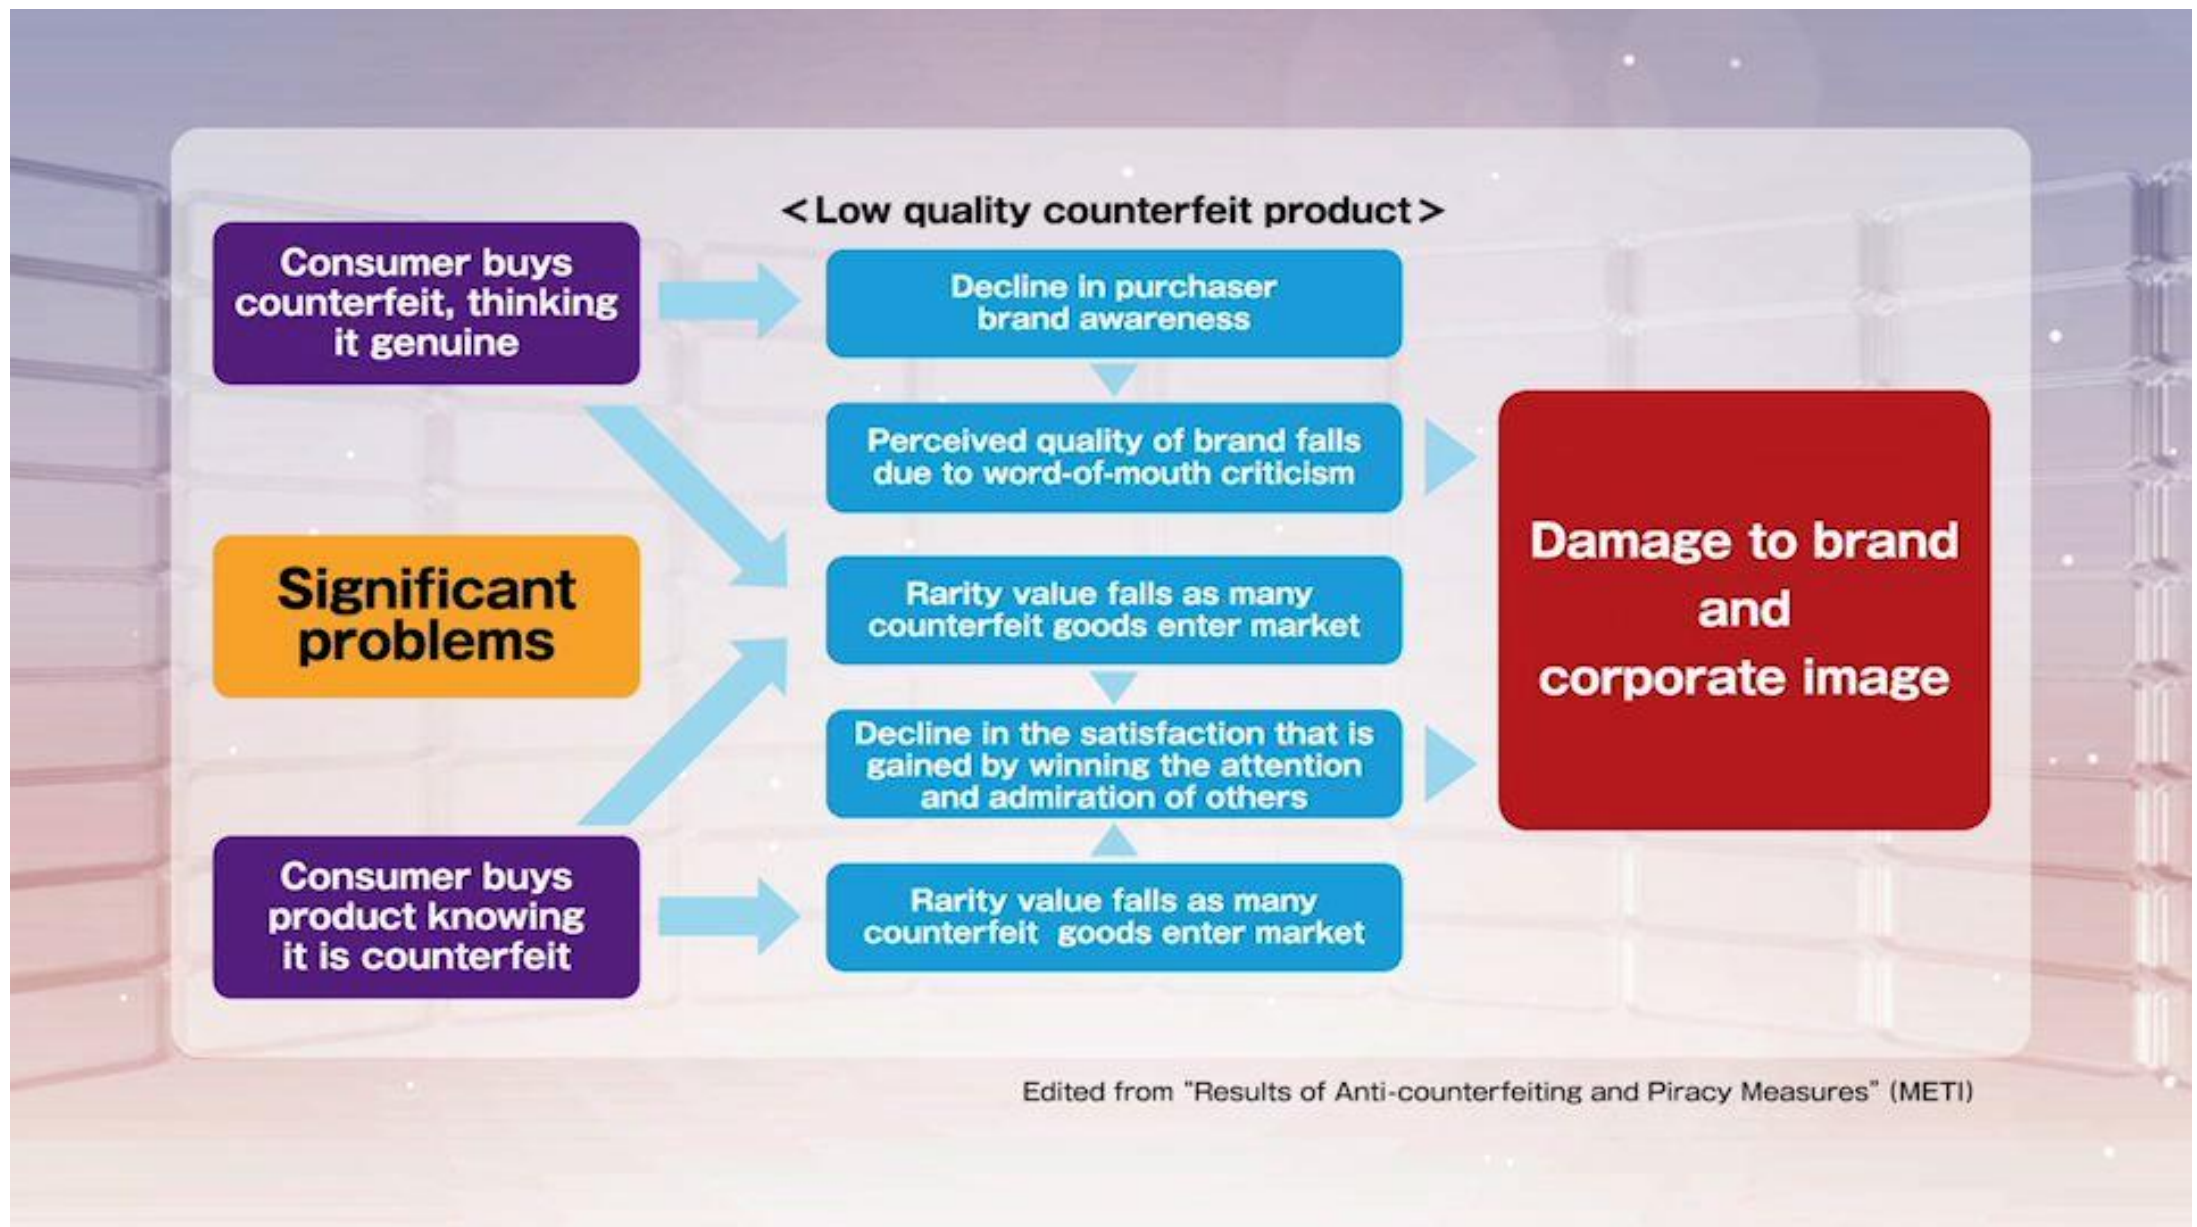 <Low quality counterfeit product>
Consumer buys
counterfeit, thinking
it genuine
Decline in purchaser
brand awareness
Perceived quality of brand falls
due to word-of-mouth criticism
Significant
problems
Rarity value falls as many
counterfeit goods enter market
Decline in the satisfaction that is
gained by winning the attention
and admiration of others
Consumer buys
product knowing
it is counterfeit
Rarity value falls as many
counterfeit goods enter market
Damage to brand
and
corporate image
Edited from "Results of Anti-counterfeiting and Piracy Measures" (METI)